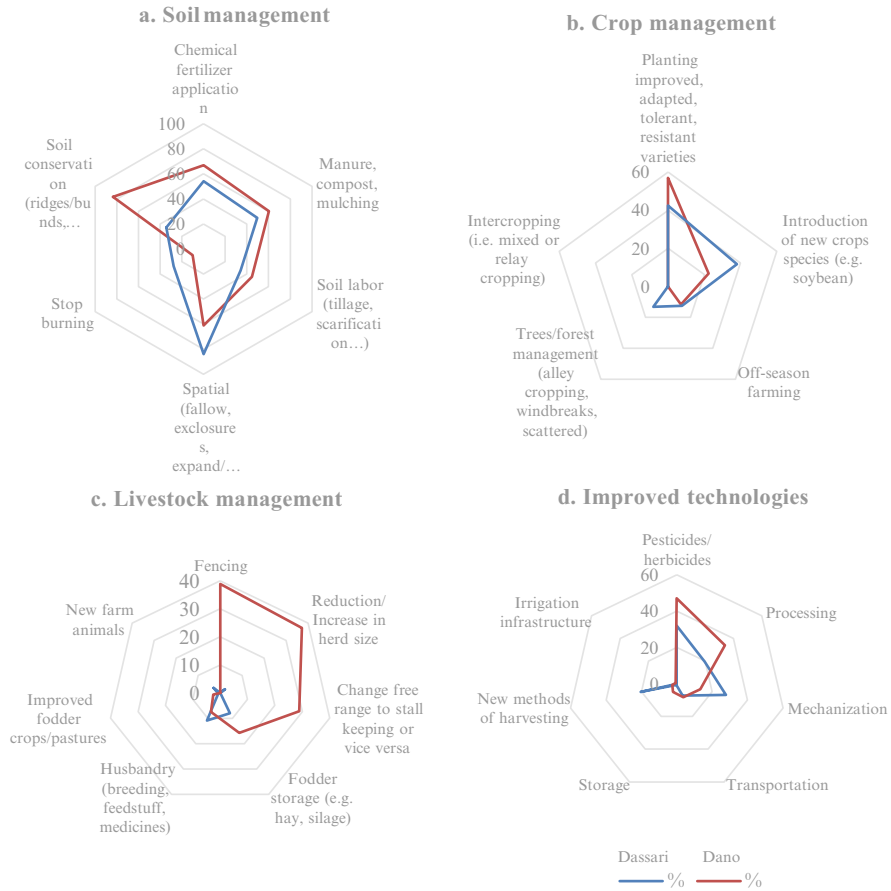 a. Soil management
Chemical
fertilizer
applicatio
n
100
80
60
40
20
0
Manure,
compost,
mulching
Soil labor
(tillage,
scarificati
on…)
Spatial
(fallow,
exclosure
s,
expand/…
Stop
burning
Soil
conservati
on
(ridges/bu
nds,…
b. Crop management
Planting
improved,
adapted,
tolerant,
resistant
varieties
60
40
20
0
Introduction
of new crops
species (e.g.
soybean)
Off-season
farming
Trees/forest
management
(alley
cropping,
windbreaks,
scattered)
Intercropping
(i.e. mixed or
relay
cropping)
c. Livestock management
Fencing
40
30
20
10
0
Reduction/
Increase in
herd size
Change free
range to stall
keeping or
vice versa
Fodder
storage (e.g.
hay, silage)
Husbandry
(breeding,
feedstuff,
medicines)
Improved
fodder
crops/pastures
New farm
animals
d. Improved technologies
Pesticides/
herbicides
60
40
20
0
Processing
Mechanization
Transportation
Storage
New methods
of harvesting
Irrigation
infrastructure
Dassari Dano
% %